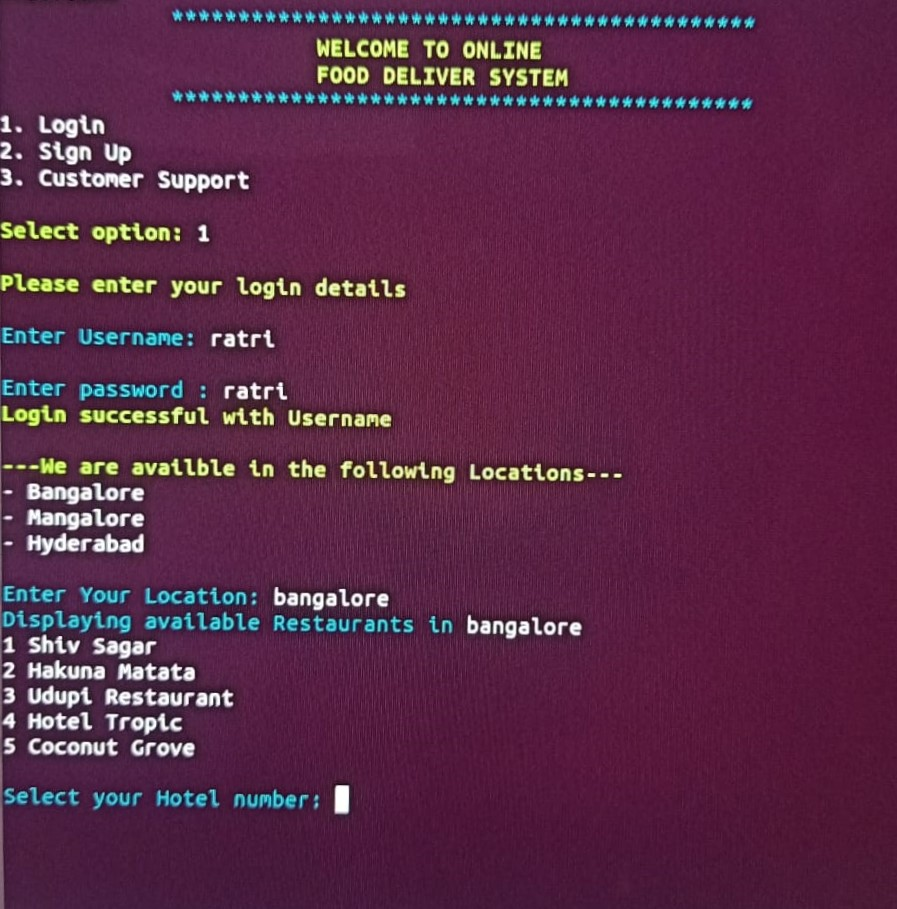 ********************************************
WELCOME TO ONLINE
FOOD DELIVER SYSTEM
********************************************
1. Login
2. Sign Up
3. Customer Support
Select option: 1
Please enter your login details
Enter Username: ratri
Enter password : ratri
Login successful with Username
---We are availble in the following Locations---
- Bangalore
- Mangalore
- Hyderabad
Enter Your Location: bangalore
Displaying available Restaurants in bangalore
1 Shiv Sagar
2 Hakuna Matata
3 Udupi Restaurant
4 Hotel Tropic
5 Coconut Grove
Select your Hotel number: